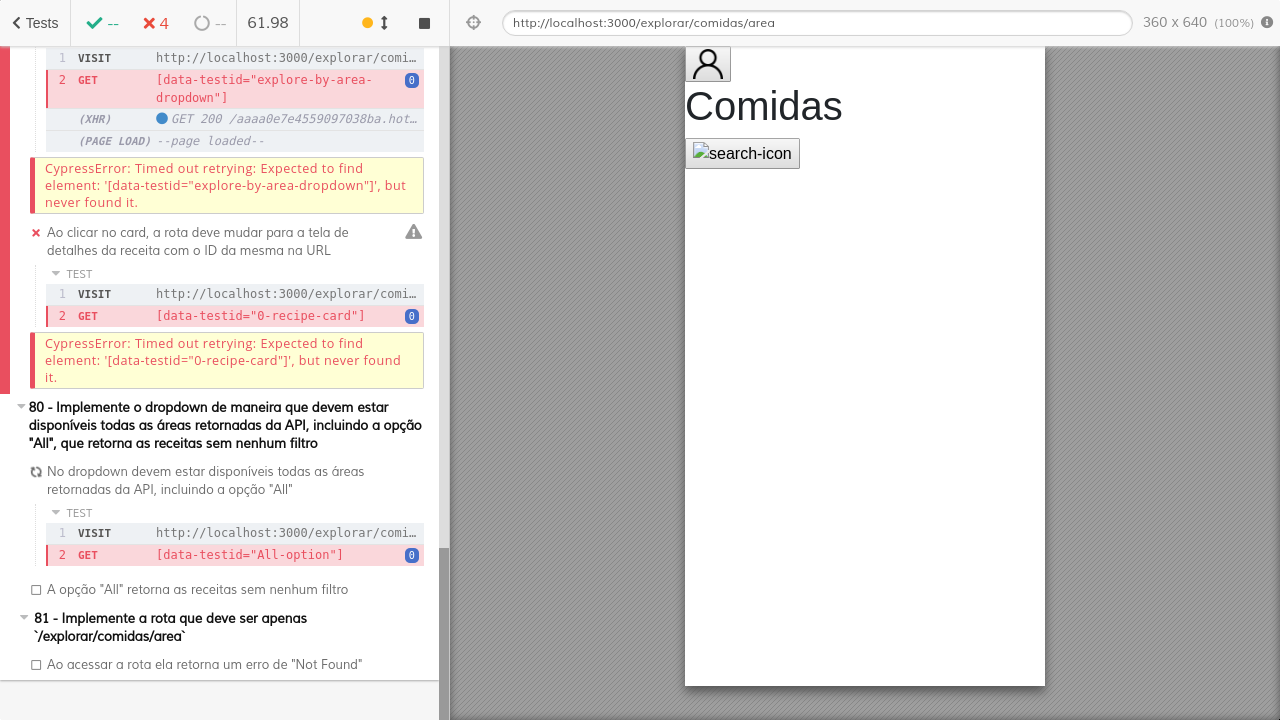 Tests
--
4
--
61.98
http://localhost:3000/explorar/comidas/area
360 x 640 (100%)
1 VISIT http://localhost:3000/explorar/comi…
2 GET [data-testid="explore-by-area-
dropdown"] 0
(XHR) GET 200 /aaaa0e7e4559097038ba.hot…
(PAGE LOAD) --page loaded--
CypressError: Timed out retrying: Expected to find
element: '[data-testid="explore-by-area-dropdown"]', but
never found it.
Ao clicar no card, a rota deve mudar para a tela de
detalhes da receita com o ID da mesma na URL
TEST
1 VISIT http://localhost:3000/explorar/comi…
2 GET [data-testid="0-recipe-card"] 0
CypressError: Timed out retrying: Expected to find
element: '[data-testid="0-recipe-card"]', but never found
it.
80 - Implemente o dropdown de maneira que devem estar
disponíveis todas as áreas retornadas da API, incluindo a opção
"All", que retorna as receitas sem nenhum filtro
No dropdown devem estar disponíveis todas as áreas
retornadas da API, incluindo a opção "All"
TEST
1 VISIT http://localhost:3000/explorar/comi…
2 GET [data-testid="All-option"] 0
A opção "All" retorna as receitas sem nenhum filtro
81 - Implemente a rota que deve ser apenas
`/explorar/comidas/area`
Ao acessar a rota ela retorna um erro de "Not Found"
Comidas
search-icon